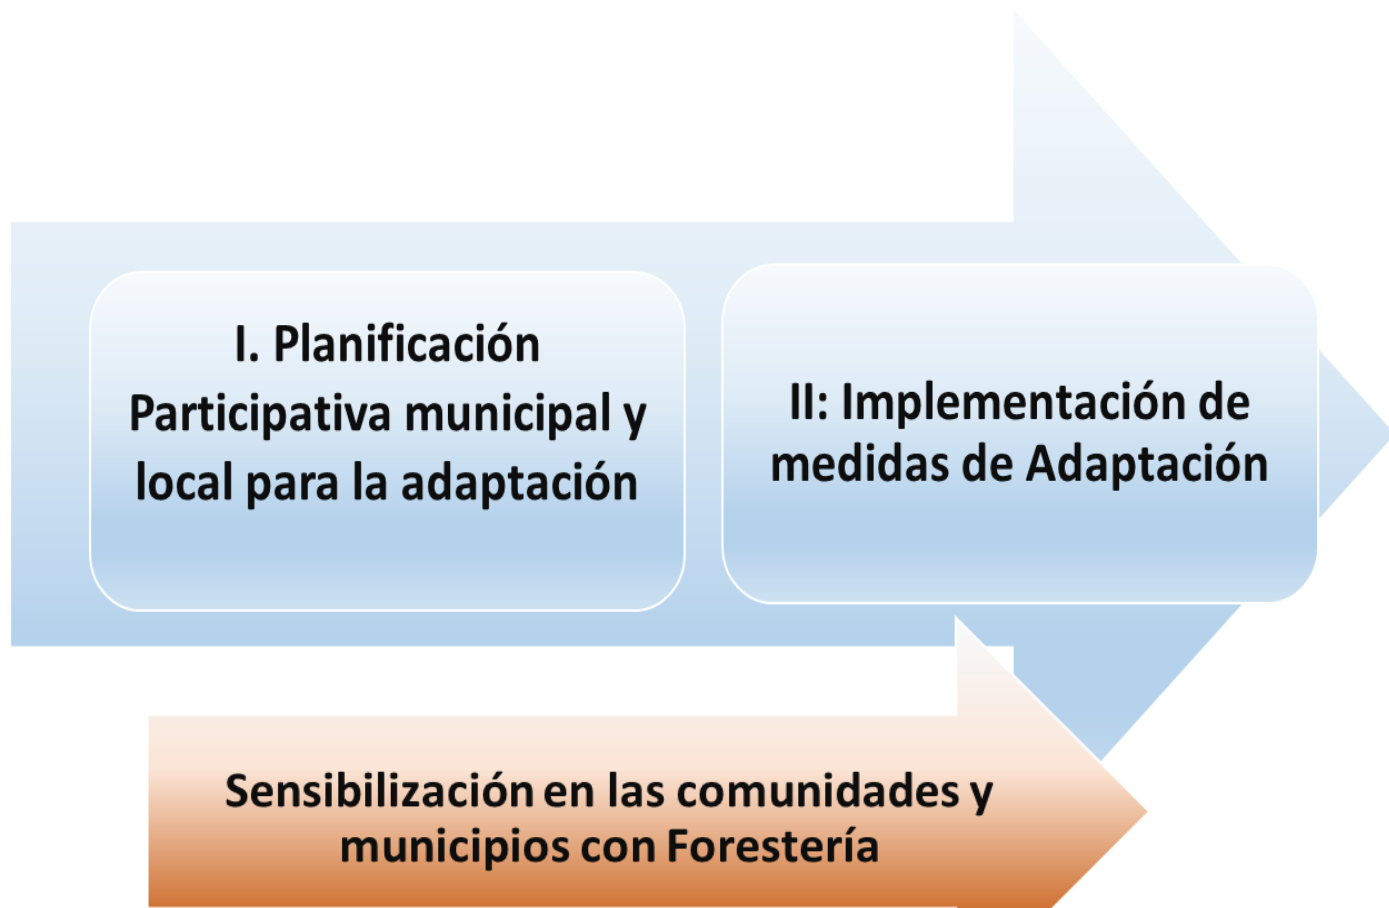 I. Planificación
Participativa municipal y
local para la adaptación
II: Implementación de
medidas de Adaptación
Sensibilización en las comunidades y
municipios con Forestería